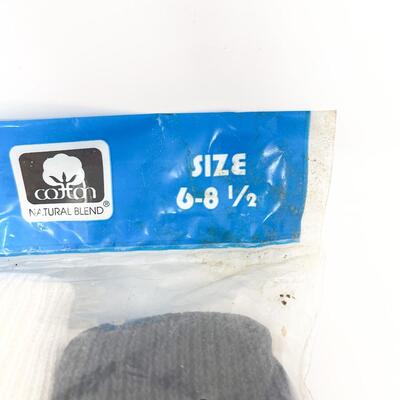 SIZE
6-8 1/2
cotton
NATURAL BLEND®